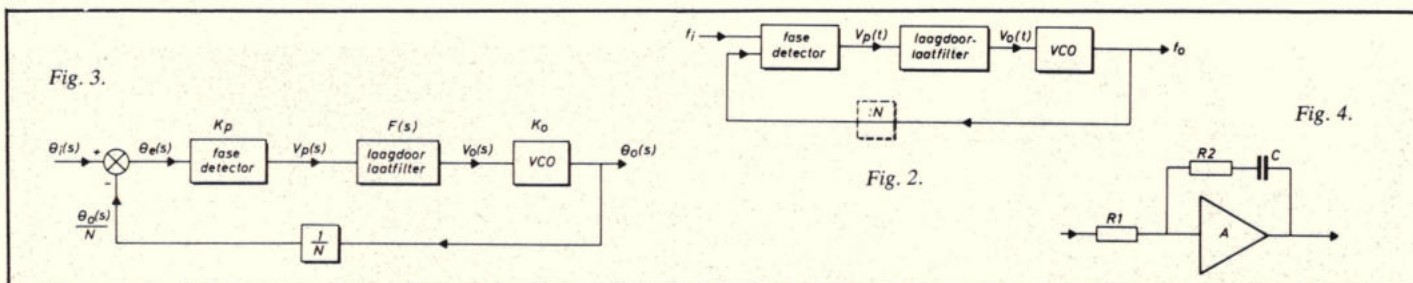 Fig. 3.
θi(s)
+
-
θe(s)
Kp
fase
detector
Vp(s)
F(s)
laagdoor
laatfilter
Vo(s)
Ko
VCO
θo(s)
θo(s)
N
1
N
fi
fase
detector
Vp(t)
laagdoor-
laatfilter
Vo(t)
VCO
fo
:N
Fig. 2.
Fig. 4.
R1
R2
C
A